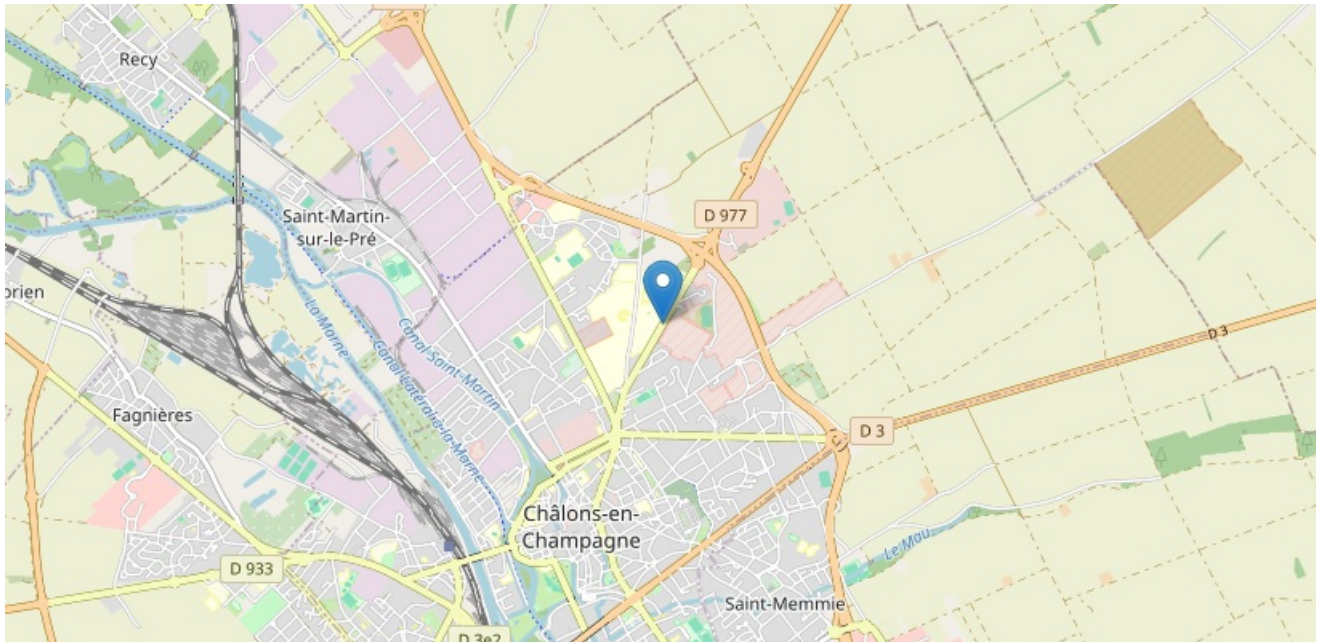 Recy
D 977
Saint-Martin-
sur-le-Pré
orien
La Marne
Canal Saint-Martin
Canal Latéral à la Marne
D 3
Fagnières
D 3
Châlons-en-
Champagne
Le Mau
D 933
Saint-Memmie
D 3e2